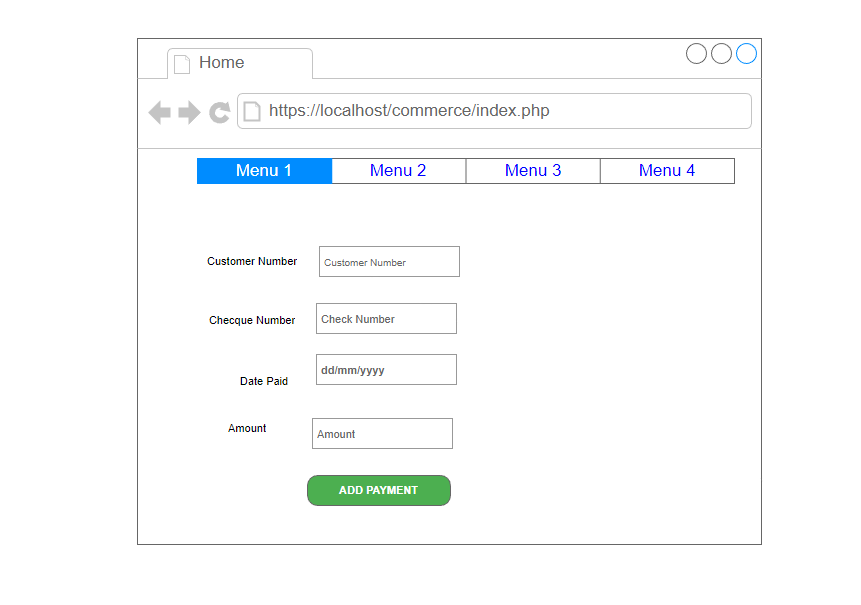 Home
https://localhost/commerce/index.php
Menu 1 Menu 2 Menu 3 Menu 4
Customer Number Customer Number
Checque Number Check Number
Date Paid dd/mm/yyyy
Amount Amount
ADD PAYMENT